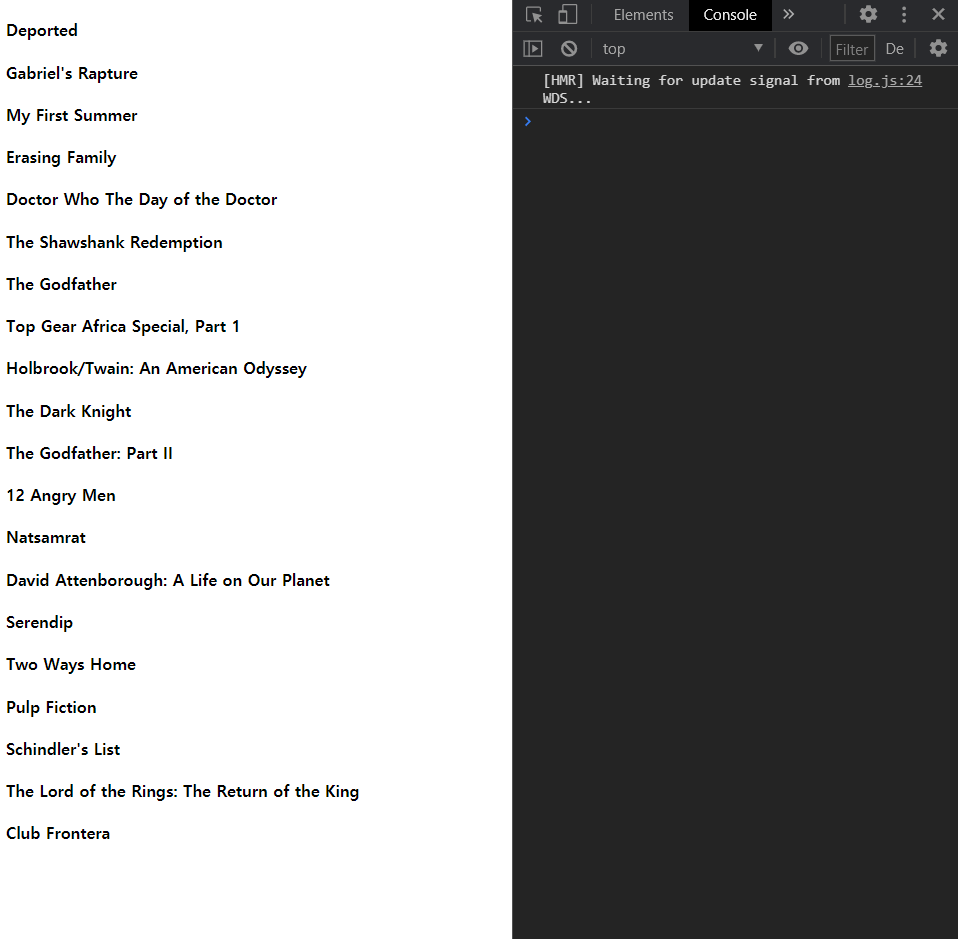 Deported
Gabriel's Rapture
My First Summer
Erasing Family
Doctor Who The Day of the Doctor
The Shawshank Redemption
The Godfather
Top Gear Africa Special, Part 1
Holbrook/Twain: An American Odyssey
The Dark Knight
The Godfather: Part II
12 Angry Men
Natsamrat
David Attenborough: A Life on Our Planet
Serendip
Two Ways Home
Pulp Fiction
Schindler's List
The Lord of the Rings: The Return of the King
Club Frontera
Elements Console
top Filter De
[HMR] Waiting for update signal from log.js:24
WDS...